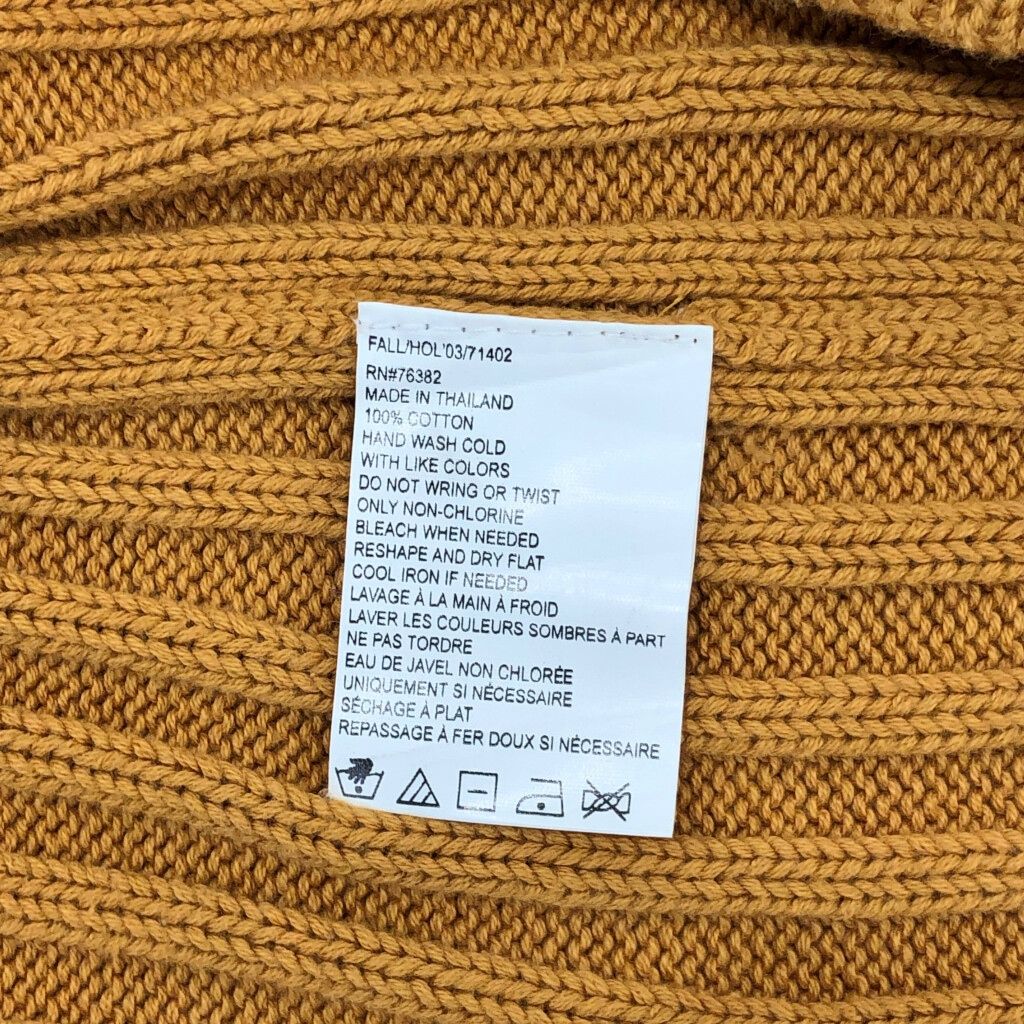 FALL/HOL'03/71402
RN#76382
MADE IN THAILAND
100% COTTON
HAND WASH COLD
WITH LIKE COLORS
DO NOT WRING OR TWIST
ONLY NON-CHLORINE
BLEACH WHEN NEEDED
RESHAPE AND DRY FLAT
COOL IRON IF NEEDED
LAVAGE À LA MAIN À FROID
LAVER LES COULEURS SOMBRES À PART
NE PAS TORDRE
EAU DE JAVEL NON CHLORÉE
UNIQUEMENT SI NÉCESSAIRE
SÉCHAGE À PLAT
REPASSAGE À FER DOUX SI NÉCESSAIRE